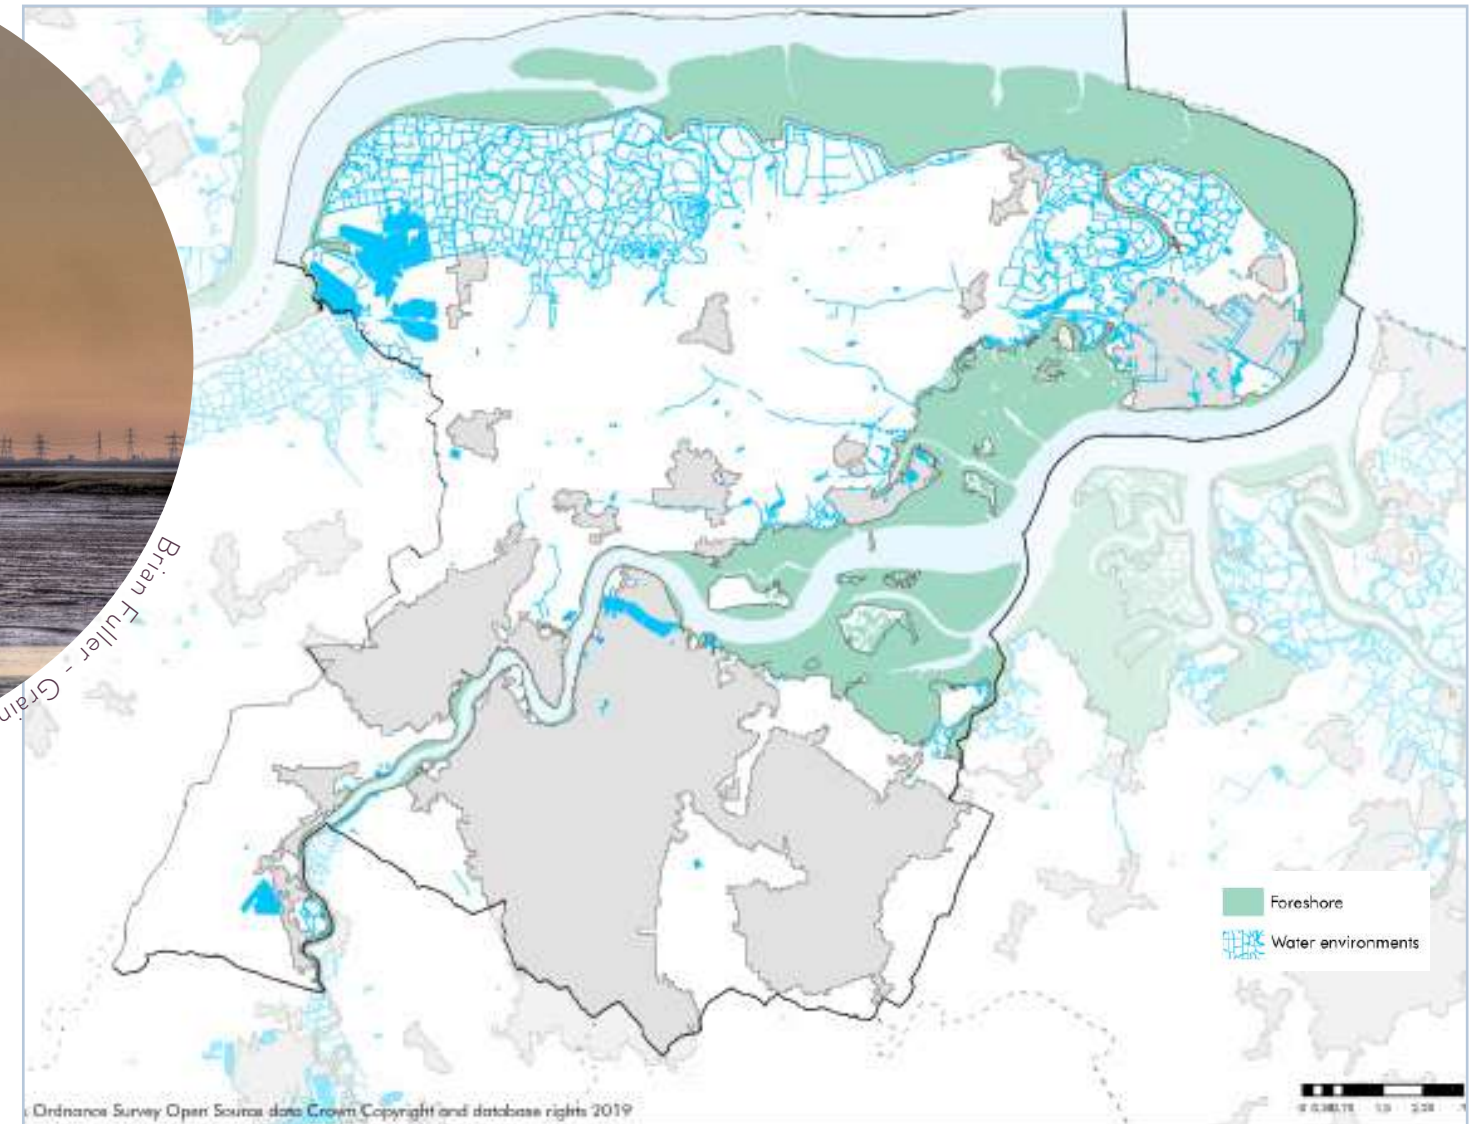 Brian Fuller - Grain
Foreshore
Water environments
Ordnance Survey Open Source data Crown Copyright and database rights 2019